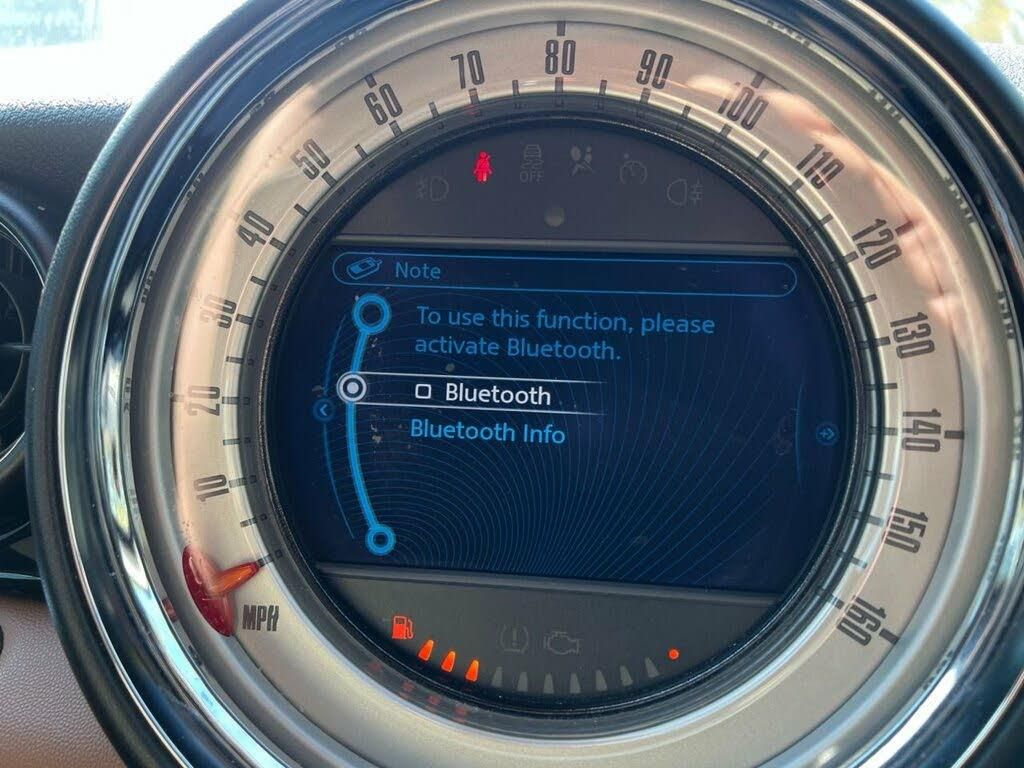 10
20
30
40
50
60
70
80
90
100
110
120
130
140
150
160
MPH
OFF
Note
To use this function, please
activate Bluetooth.
Bluetooth
Bluetooth Info